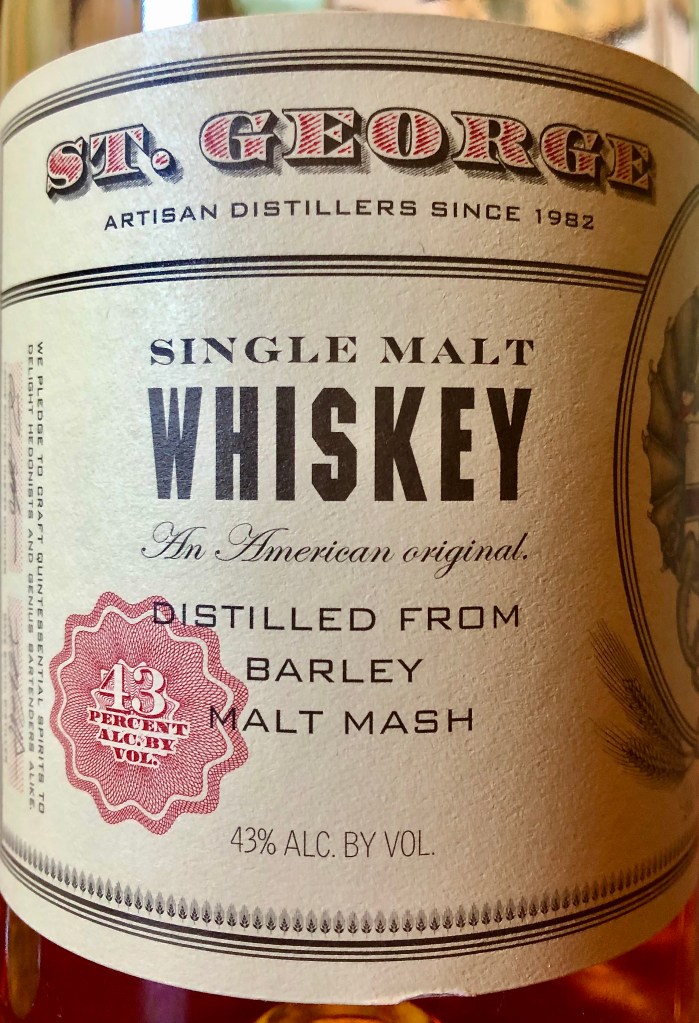 ST. GEORGE
ARTISAN DISTILLERS SINCE 1982
SINGLE MALT
WHISKEY
An American original.
DISTILLED FROM
BARLEY
MALT MASH
43
PERCENT
ALC. BY
VOL.
43% ALC. BY VOL.
WE PLEDGE TO CRAFT QUINTESSENTIAL SPIRITS TO
DELIGHT HEDONISTS AND GENIUS BARTENDERS ALIKE.